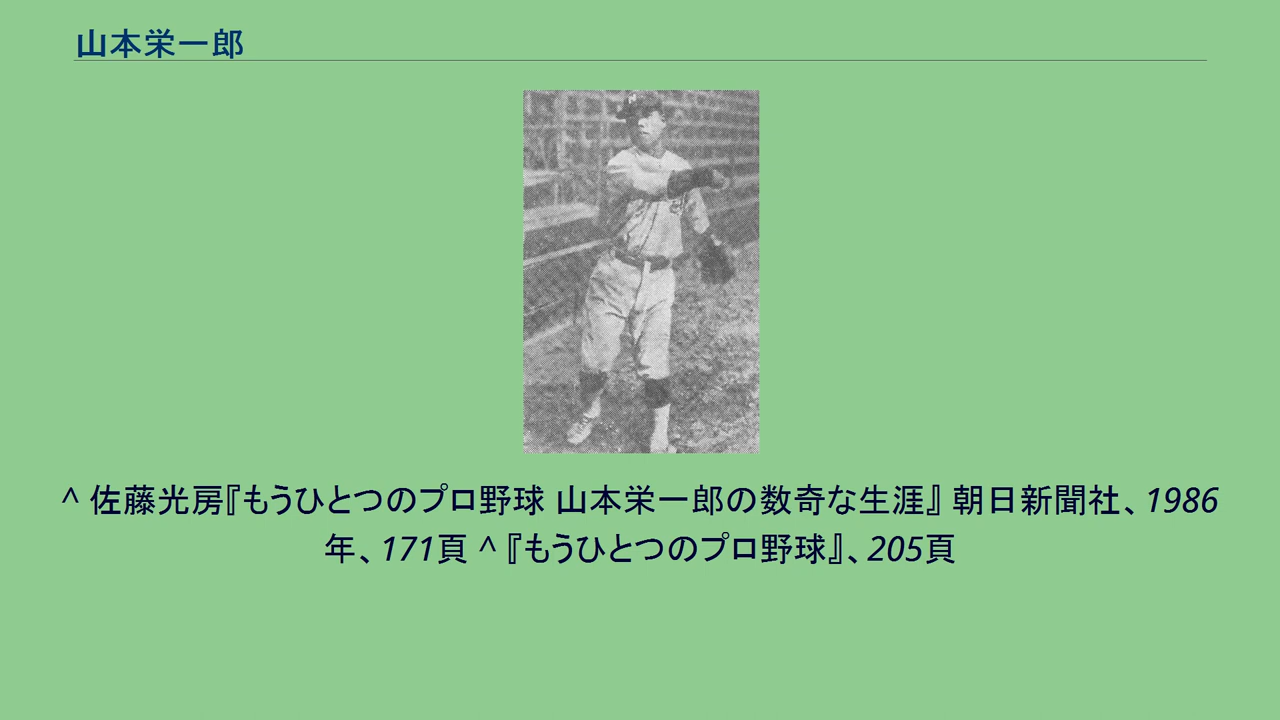 山本栄一郎
^ 佐藤光房『もうひとつのプロ野球 山本栄一郎の数奇な生涯』 朝日新聞社、1986
年、171頁 ^ 『もうひとつのプロ野球』、205頁